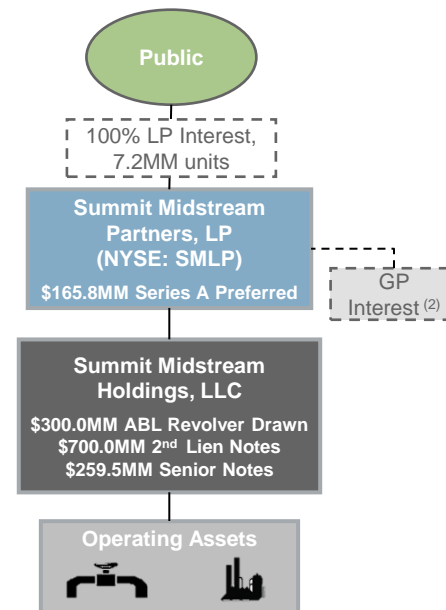 Public
100% LP Interest,
7.2MM units
Summit Midstream
Partners, LP
(NYSE: SMLP)
$165.8MM Series A Preferred
GP
Interest (2)
Summit Midstream
Holdings, LLC
$300.0MM ABL Revolver Drawn
$700.0MM 2nd Lien Notes
$259.5MM Senior Notes
Operating Assets